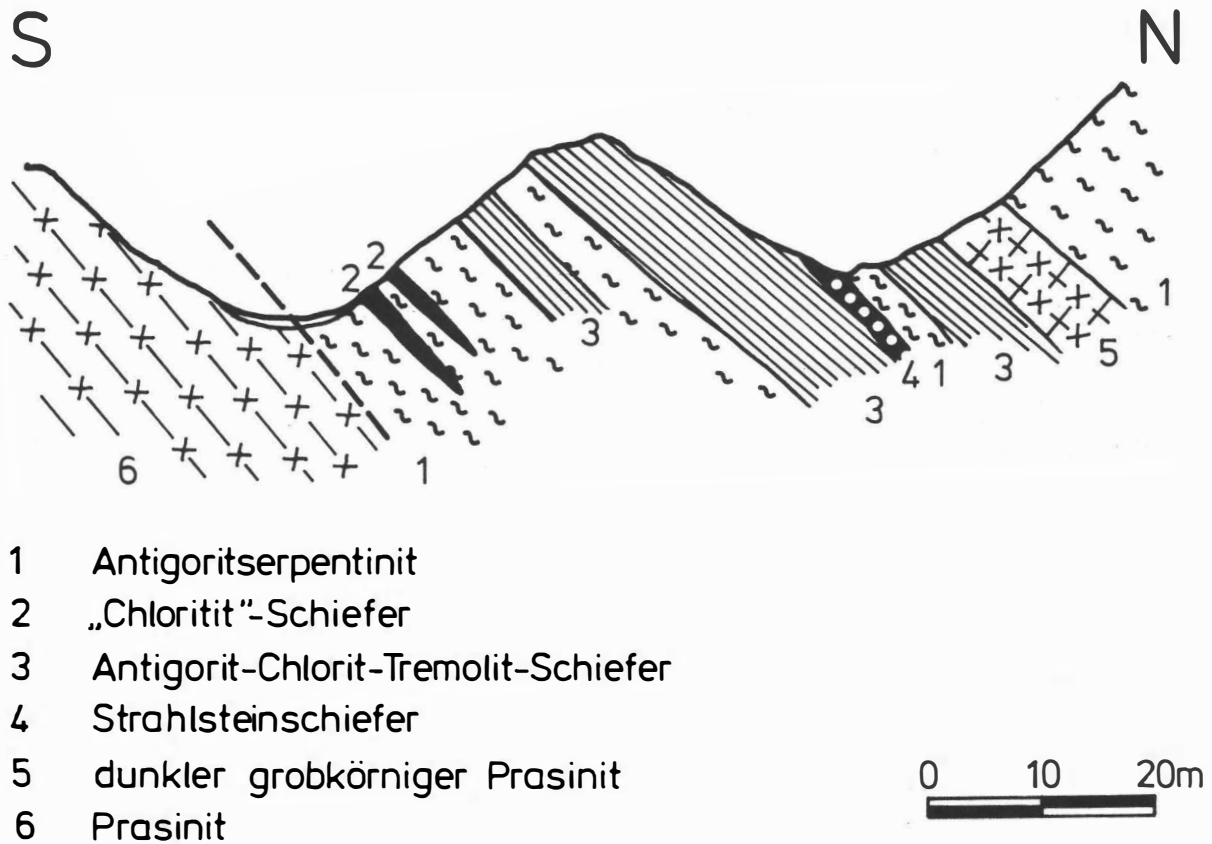 S N
2 2
3
3
4 1 3 5 1
6 1
1 Antigoritserpentinit
2 „Chloritit"-Schiefer
3 Antigorit-Chlorit-Tremolit-Schiefer
4 Strahlsteinschiefer
5 dunkler grobkörniger Prasinit
6 Prasinit
0 10 20m